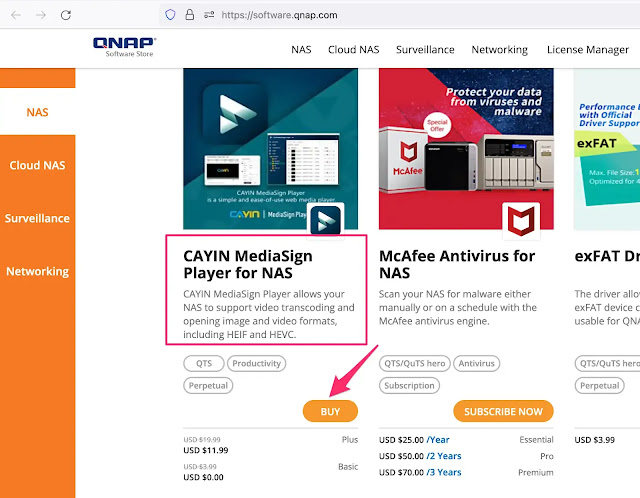 https://software.qnap.com
QNAP
Software Store
NAS
Cloud NAS
Surveillance
Networking
License Manager
NAS
Cloud NAS
Surveillance
Networking
CAYIN MediaSign Player
is a simple and ease-of-use web media player
CAYIN MediaSign Player
CAYIN MediaSign
Player for NAS
CAYIN MediaSign Player allows your
NAS to support video transcoding and
opening image and video formats,
including HEIF and HEVC.
QTS
Productivity
Perpetual
BUY
USD $19.99
USD $11.99
Plus
USD $3.99
USD $0.00
Basic
Protect your data
from viruses and
malware
Special
Offer
McAfee
McAfee Antivirus for
NAS
Scan your NAS for malware either
manually or on a schedule with the
McAfee antivirus engine.
QTS/QuTS hero
Antivirus
Subscription
SUBSCRIBE NOW
USD $25.00 /Year
Essential
USD $50.00 /2 Years
Pro
USD $70.00 /3 Years
Premium
Performance
with Official
Driver Support
exFAT
Max. File Size:
Optimized for
exFAT Dr
The driver allow
exFAT device c
usable for QNA
QTS/QuTS hero
Perpetual
USD $3.99